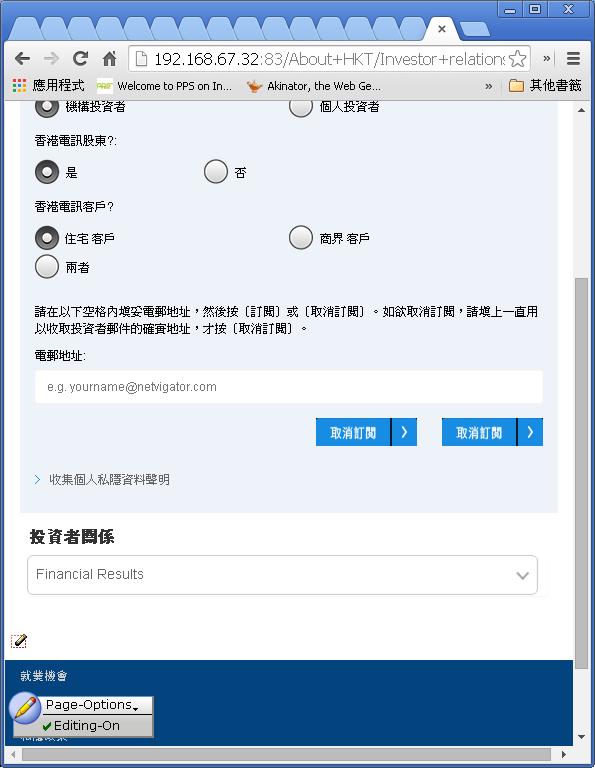 192.168.67.32:83/About+HKT/Investor+relations
應用程式 Welcome to PPS on In... Akinator, the Web Ge... » 其他書籤
機構投資者 個人投資者
香港電訊股東?:
是 否
香港電訊客戶?
住宅 客戶 商界 客戶
兩者
請在以下空格內填妥電郵地址，然後按〔訂閱〕或〔取消訂閱〕。如欲取消訂閱，請填上一直用
以收取投資者郵件的確實地址，才按〔取消訂閱〕。
電郵地址:
e.g. yourname@netvigator.com
取消訂閱 取消訂閱
收集個人私隱資料聲明
投資者關係
Financial Results
就業機會
Page-Options
Editing-On